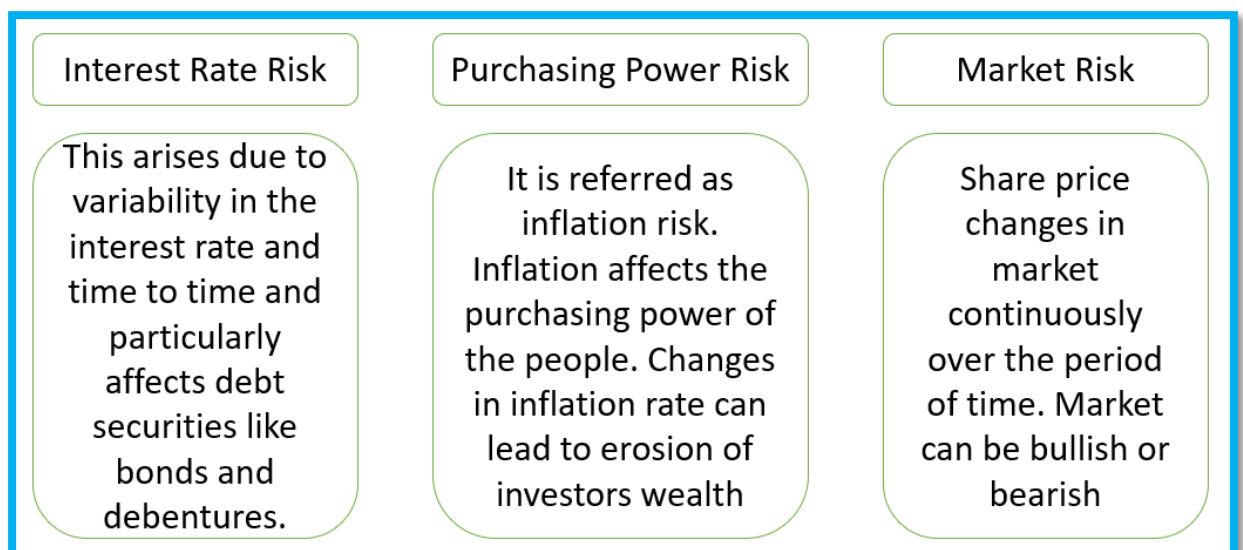 Interest Rate Risk
This arises due to
variability in the
interest rate and
time to time and
particularly
affects debt
securities like
bonds and
debentures.
Purchasing Power Risk
It is referred as
inflation risk.
Inflation affects the
purchasing power of
the people. Changes
in inflation rate can
lead to erosion of
investors wealth
Market Risk
Share price
changes in
market
continuously
over the period
of time. Market
can be bullish or
bearish